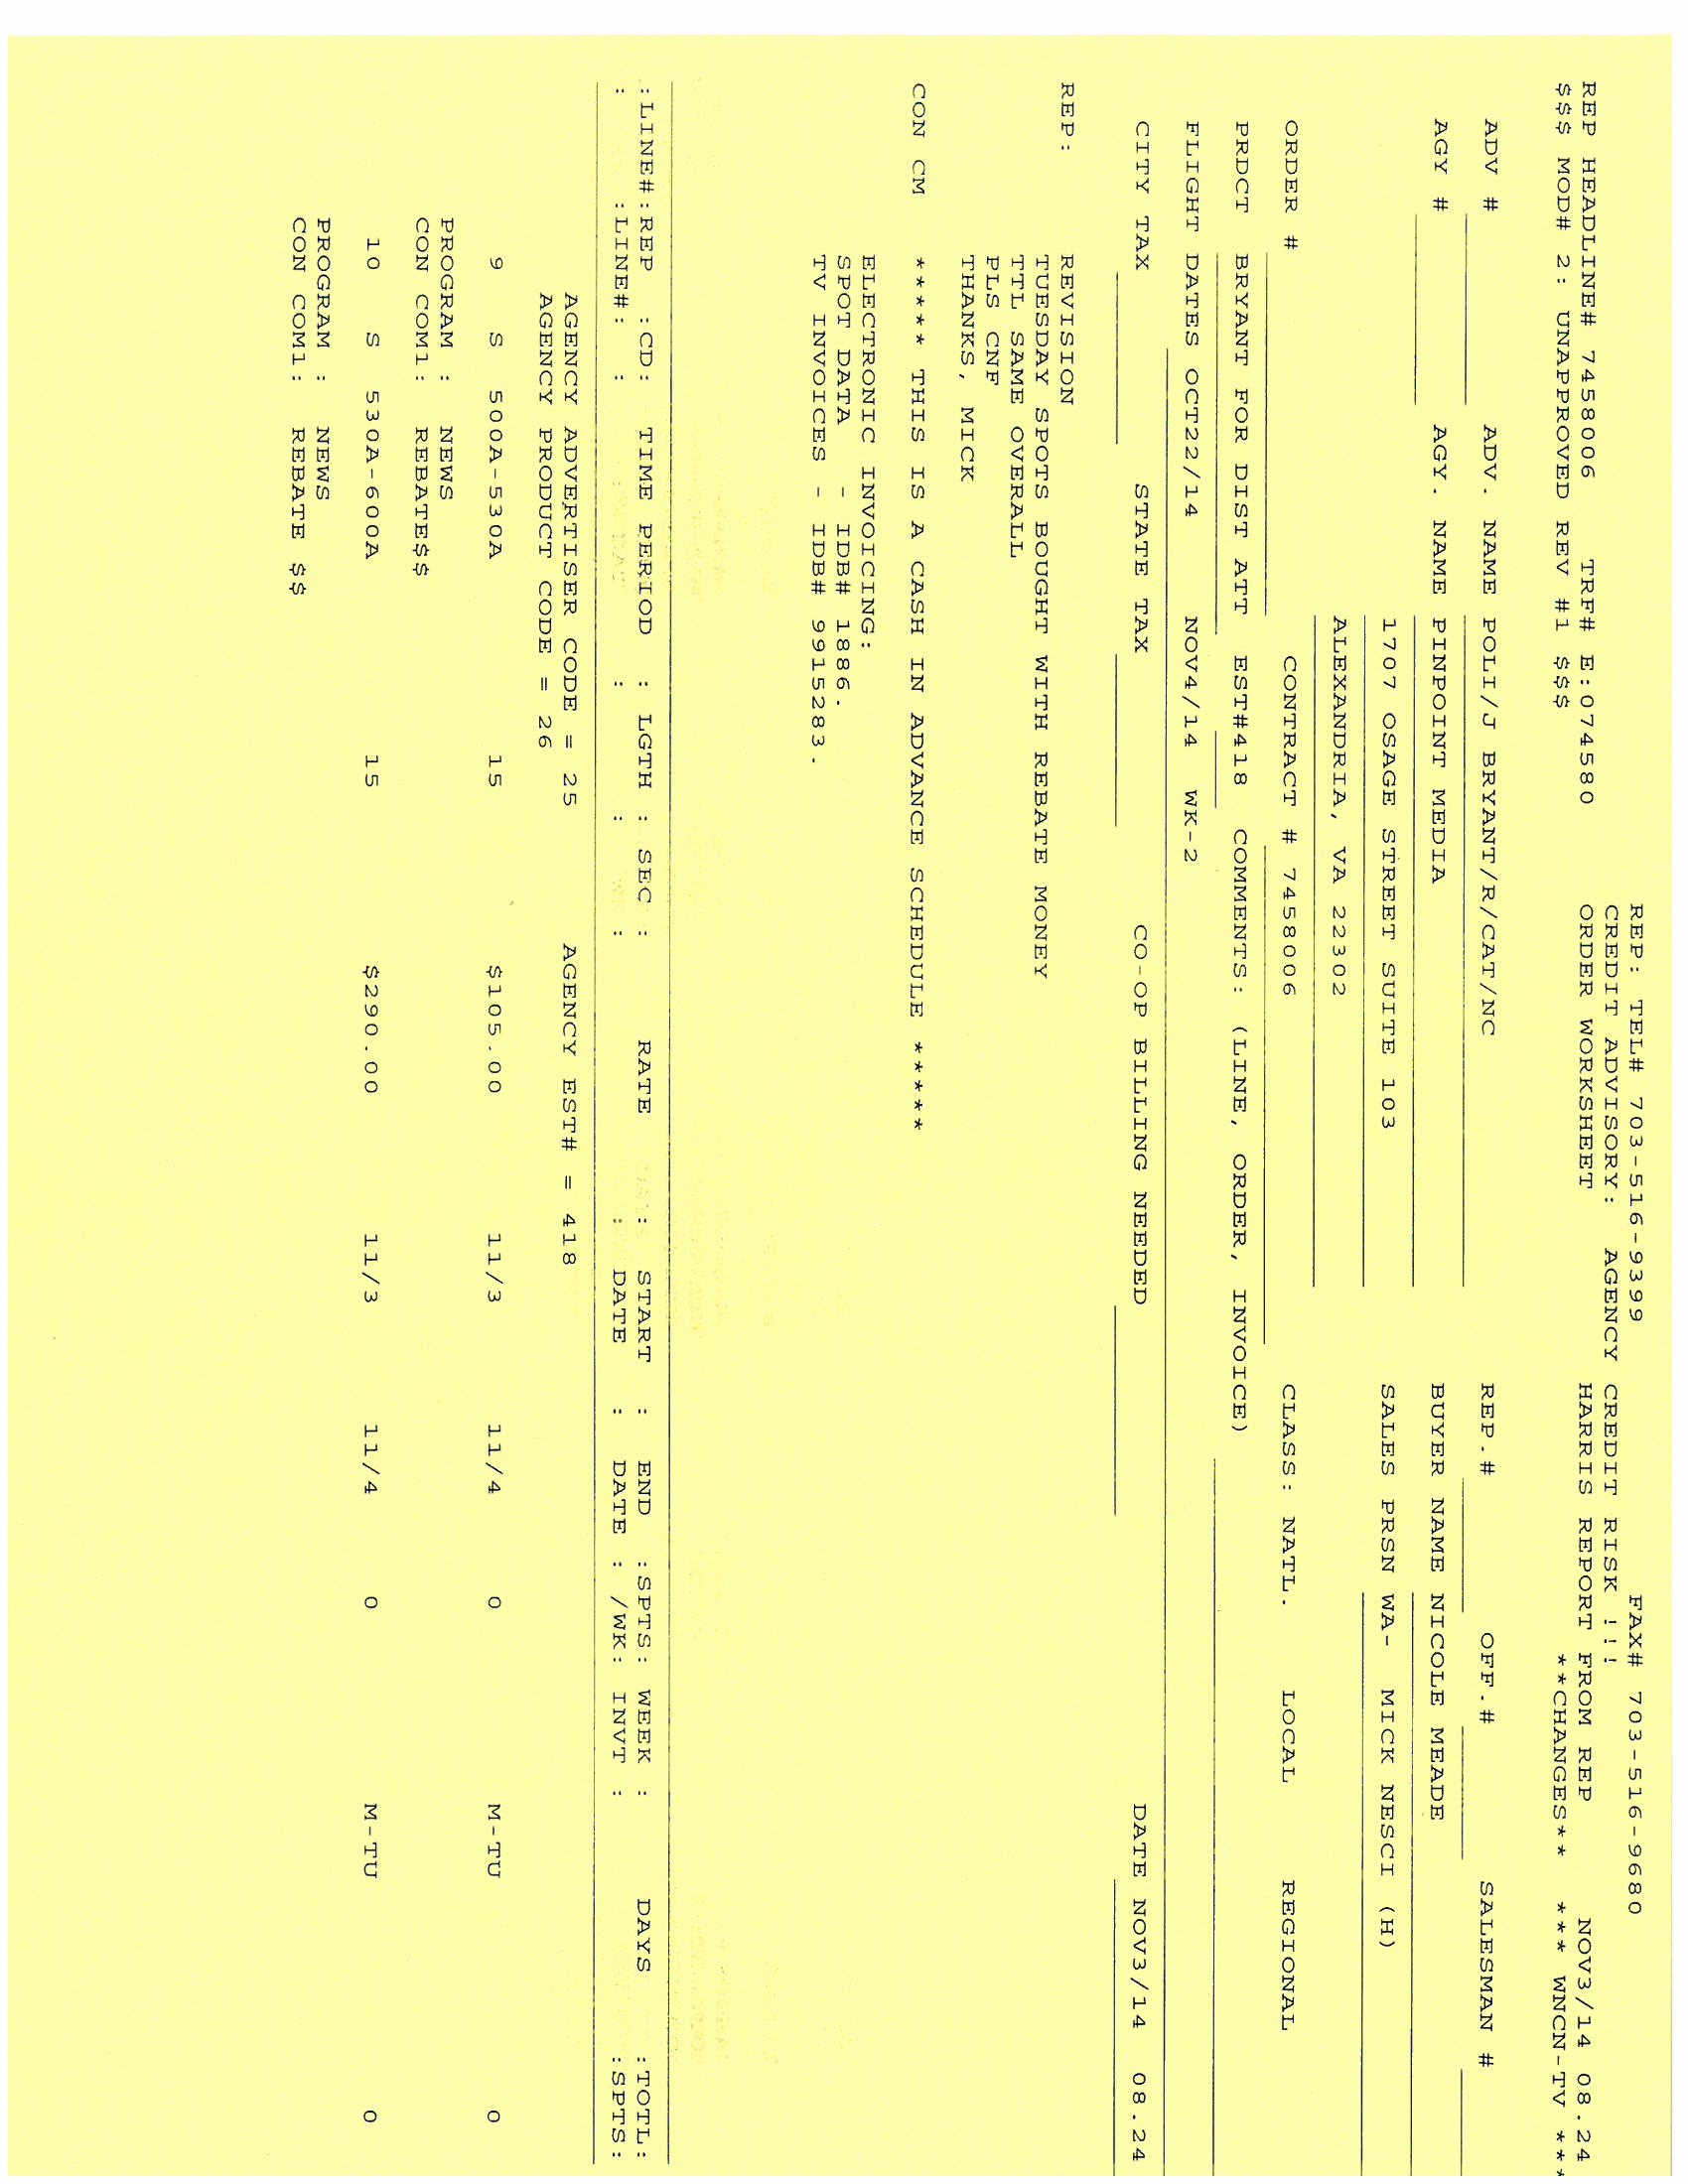 REP: TEL# 703-516-9399 FAX# 703-516-9680
CREDIT ADVISORY: AGENCY CREDIT RISK !!!
REP HEADLINE# 7458006 TRF# E:074580 ORDER WORKSHEET HARRIS REPORT FROM REP NOV3/14 08.24
$$$ MOD# 2: UNAPPROVED REV #1 $$$ **CHANGES** *** WNCN-TV ***
ADV # ADV. NAME POLI/J BRYANT/R/CAT/NC REP.# OFF.# SALESMAN #
AGY # AGY. NAME PINPOINT MEDIA BUYER NAME NICOLE MEADE
1707 OSAGE STREET SUITE 103 SALES PRSN WA- MICK NESCI (H)
ALEXANDRIA, VA 22302
ORDER # CONTRACT # 7458006 CLASS: NATL. LOCAL REGIONAL
PRDCT BRYANT FOR DIST ATT EST#418 COMMENTS: (LINE, ORDER, INVOICE)
FLIGHT DATES OCT22/14 NOV4/14 WK-2
CITY TAX STATE TAX CO-OP BILLING NEEDED DATE NOV3/14 08.24
REP: REVISION
TUESDAY SPOTS BOUGHT WITH REBATE MONEY
TTL SAME OVERALL
PLS CNF
THANKS, MICK
CON CM ***** THIS IS A CASH IN ADVANCE SCHEDULE *****
ELECTRONIC INVOICING:
SPOT DATA - IDB# 1886.
TV INVOICES - IDB# 9915283.
:LINE#:REP :CD: TIME PERIOD : LGTH : SEC : RATE : START : END :SPTS: WEEK : DAYS :TOTL:
: :LINE#: : : : : : DATE : DATE : /WK: INVT : :SPTS:
AGENCY ADVERTISER CODE = 25 AGENCY EST# = 418
AGENCY PRODUCT CODE = 26
9 S 500A-530A 15 $105.00 11/3 11/4 0 M-TU 0
PROGRAM : NEWS
CON COM1: REBATE$$
10 S 530A-600A 15 $290.00 11/3 11/4 0 M-TU 0
PROGRAM : NEWS
CON COM1: REBATE $$